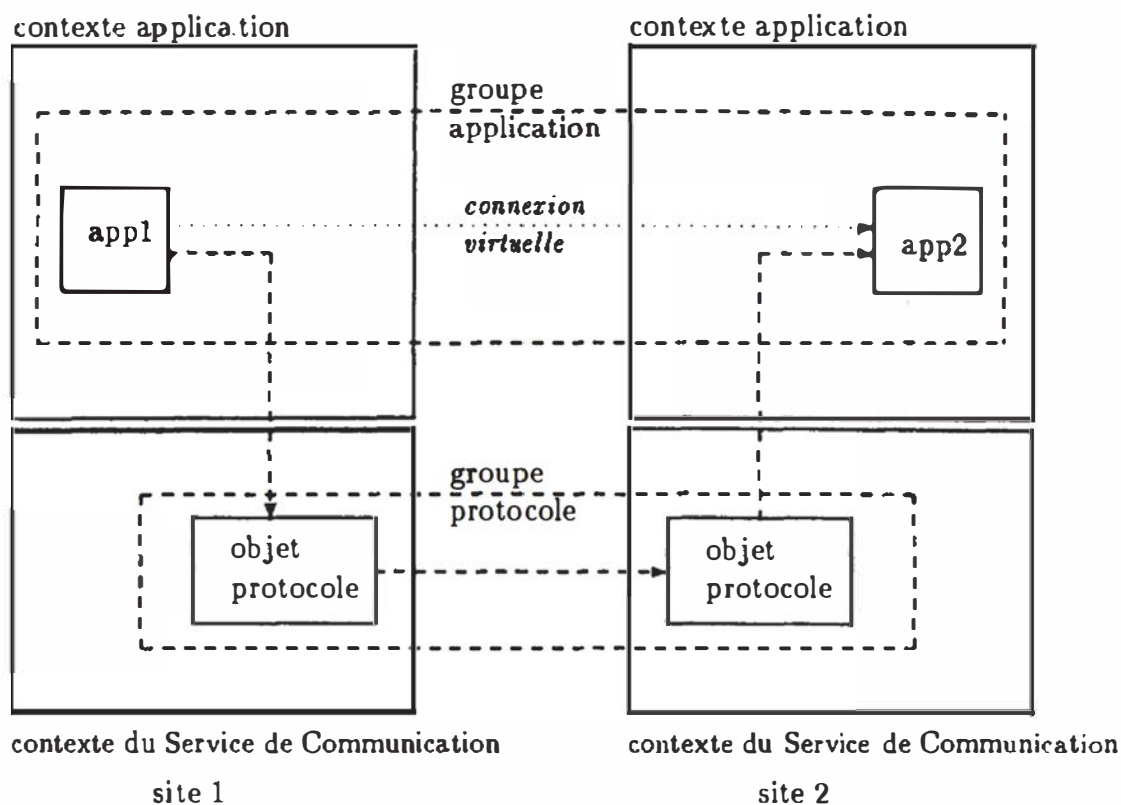 contexte application
contexte application
groupe
application
connexion
virtuelle
app1
app2
groupe
protocole
objet
protocole
objet
protocole
contexte du Service de Communication
contexte du Service de Communication
site 1
site 2